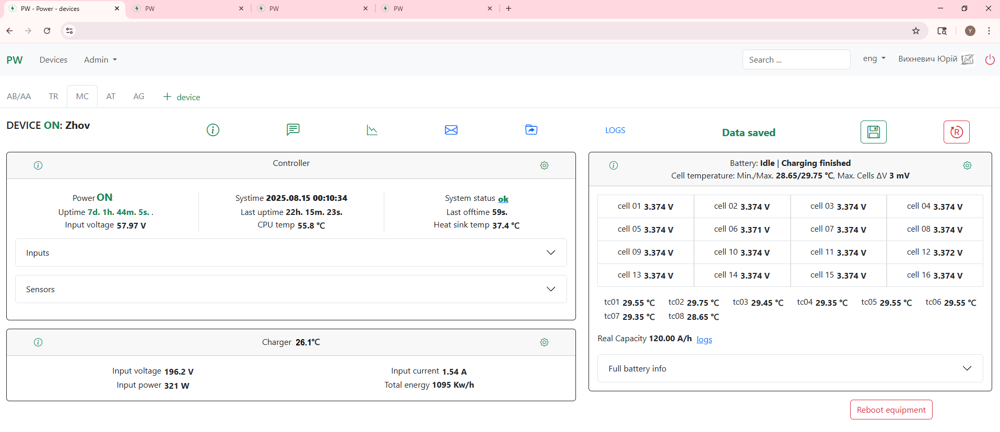 PW - Power - devices
PW
PW
PW
Y
PW
Devices
Admin
Search ...
eng
Вихневич Юрій
AB/AA
TR
MC
AT
AG
+ device
DEVICE ON: Zhov
LOGS
Data saved
R
Controller
Power ON
Systime 2025.08.15 00:10:34
System status ok
Uptime 7d. 1h. 44m. 5s. .
Last uptime 22h. 15m. 23s.
Last offtime 59s.
Input voltage 57.97 V
CPU temp 55.8 °C
Heat sink temp 37.4 °C
Inputs
Sensors
Charger 26.1°C
Input voltage 196.2 V
Input current 1.54 A
Input power 321 W
Total energy 1095 Kw/h
Battery: Idle | Charging finished
Cell temperature: Min./Max. 28.65/29.75 °C, Max. Cells ΔV 3 mV
cell 01 3.374 V
cell 02 3.374 V
cell 03 3.374 V
cell 04 3.374 V
cell 05 3.374 V
cell 06 3.371 V
cell 07 3.374 V
cell 08 3.374 V
cell 09 3.374 V
cell 10 3.374 V
cell 11 3.374 V
cell 12 3.372 V
cell 13 3.374 V
cell 14 3.374 V
cell 15 3.374 V
cell 16 3.374 V
tc01 29.55 °C tc02 29.75 °C tc03 29.45 °C tc04 29.35 °C tc05 29.55 °C tc06 29.55 °C
tc07 29.35 °C tc08 28.65 °C
Real Capacity 120.00 A/h logs
Full battery info
Reboot equipment